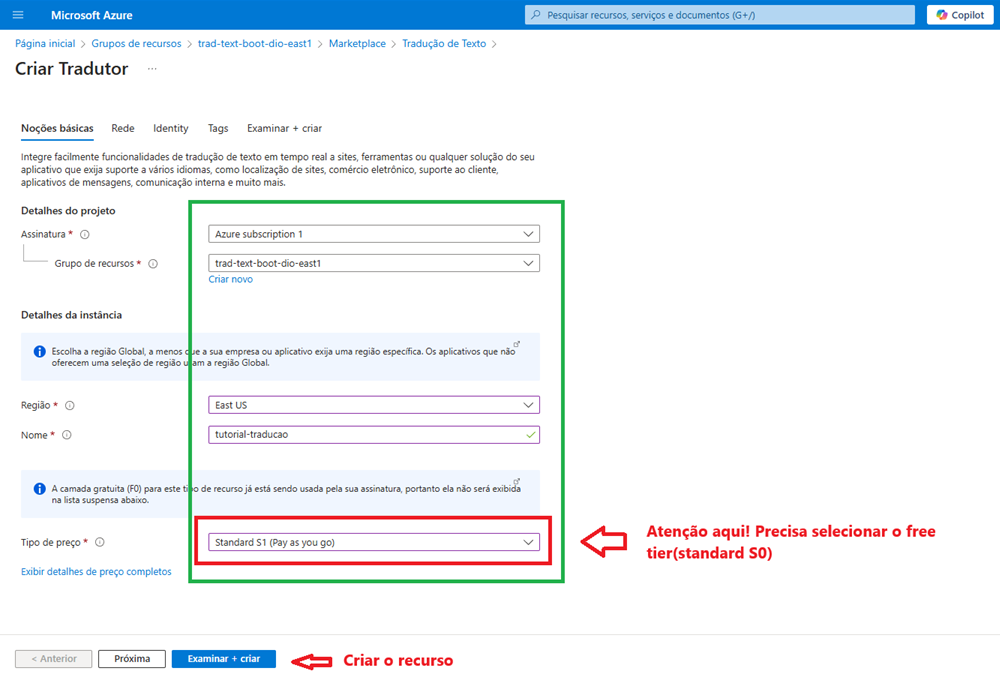 Microsoft Azure
Pesquisar recursos, serviços e documentos (G+/)
Copilot
Página inicial > Grupos de recursos > trad-text-boot-dio-east1 > Marketplace > Tradução de Texto >
Criar Tradutor ...
Noções básicas Rede Identity Tags Examinar + criar
Integre facilmente funcionalidades de tradução de texto em tempo real a sites, ferramentas ou qualquer solução do seu
aplicativo que exija suporte a vários idiomas, como localização de sites, comércio eletrônico, suporte ao cliente,
aplicativos de mensagens, comunicação interna e muito mais.
Detalhes do projeto
Assinatura *
Azure subscription 1
Grupo de recursos *
trad-text-boot-dio-east1
Criar novo
Detalhes da instância
Escolha a região Global, a menos que a sua empresa ou aplicativo exija uma região específica. Os aplicativos que não
oferecem uma seleção de região usam a região Global.
Região *
East US
Nome *
tutorial-traducao
A camada gratuita (F0) para este tipo de recurso já está sendo usada pela sua assinatura, portanto ela não será exibida
na lista suspensa abaixo.
Tipo de preço *
Standard S1 (Pay as you go)
Atenção aqui! Precisa selecionar o free
tier(standard S0)
Exibir detalhes de preço completos
< Anterior
Próxima
Examinar + criar
Criar o recurso